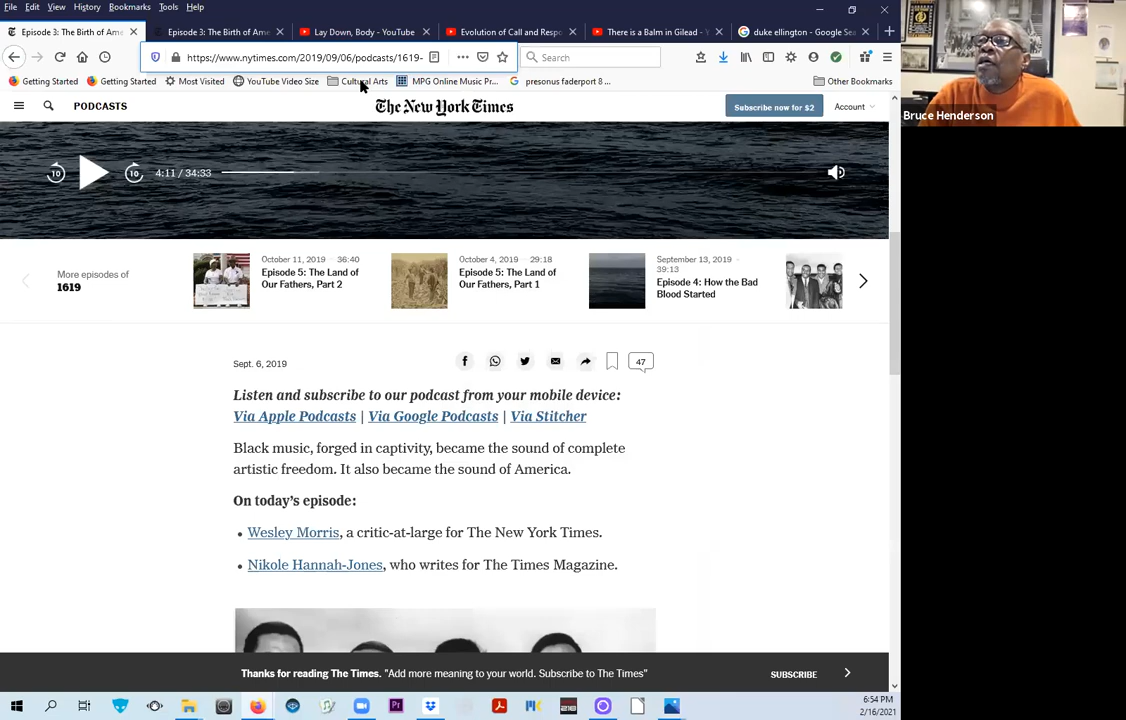 File Edit View History Bookmarks Tools Help
Episode 3: The Birth of Ame
Episode 3: The Birth of Ame
Lay Down, Body - YouTube
Evolution of Call and Respo
There is a Balm in Gilead - Y
duke ellington - Google Sea
https://www.nytimes.com/2019/09/06/podcasts/1619-
Search
Getting Started
Getting Started
Most Visited
YouTube Video Size
Cultural Arts
MPG Online Music Pr...
presonus faderport 8 ...
Other Bookmarks
PODCASTS
The New York Times
Subscribe now for $2
Account
Bruce Henderson
10
10
4:11 / 34:33
More episodes of
1619
October 11, 2019 · 36:40
Episode 5: The Land of
Our Fathers, Part 2
October 4, 2019 · 29:18
Episode 5: The Land of
Our Fathers, Part 1
September 13, 2019 ·
39:13
Episode 4: How the Bad
Blood Started
Sept. 6, 2019
47
Listen and subscribe to our podcast from your mobile device:
Via Apple Podcasts | Via Google Podcasts | Via Stitcher
Black music, forged in captivity, became the sound of complete
artistic freedom. It also became the sound of America.
On today's episode:
• Wesley Morris, a critic-at-large for The New York Times.
• Nikole Hannah-Jones, who writes for The Times Magazine.
Thanks for reading The Times. "Add more meaning to your world. Subscribe to The Times"
SUBSCRIBE
6:54 PM
2/16/2021